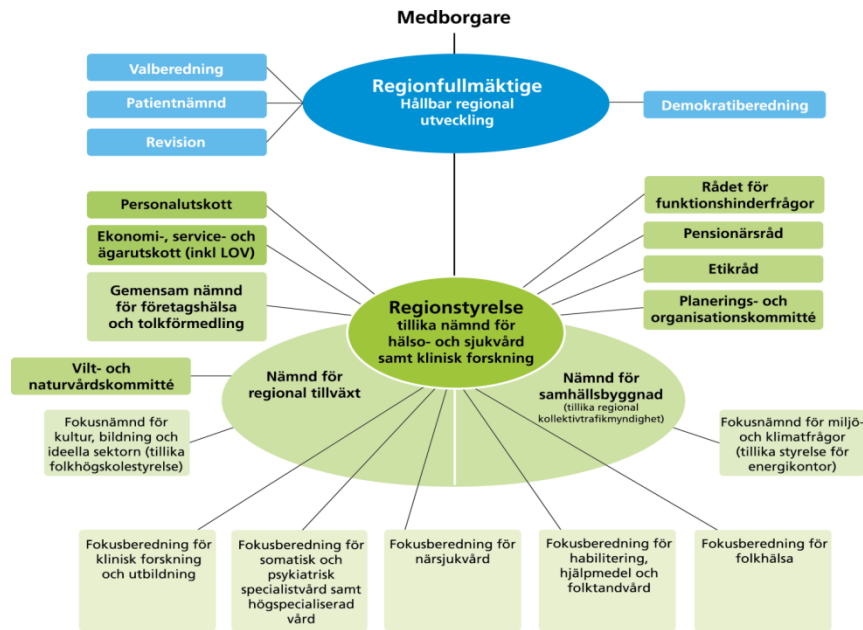 Medborgare
Valberedning
Patientnämnd
Revision
Regionfullmäktige
Hållbar regional
utveckling
Demokratiberedning
Personalutskott
Ekonomi-, service- och
ägarutskott (inkl LOV)
Gemensam nämnd
för företagshälsa
och tolkförmedling
Rådet för
funktionshinderfrågor
Pensionärsråd
Etikråd
Planerings- och
organisationskommitté
Regionstyrelse
tillika nämnd för
hälso- och sjukvård
samt klinisk forskning
Vilt- och
naturvårdskommitté
Nämnd för
regional tillväxt
Nämnd för
samhällsbyggnad
(tillika regional
kollektivtrafikmyndighet)
Fokusnämnd för
kultur, bildning och
ideella sektorn (tillika
folkhögskolestyrelse)
Fokusnämnd för miljö-
och klimatfrågor
(tillika styrelse för
energikontor)
Fokusberedning för
klinisk forskning
och utbildning
Fokusberedning för
somatisk och
psykiatrisk
specialistvård samt
högspecialiserad
vård
Fokusberedning för
närsjukvård
Fokusberedning för
habilitering,
hjälpmedel och
folktandvård
Fokusberedning för
folkhälsa